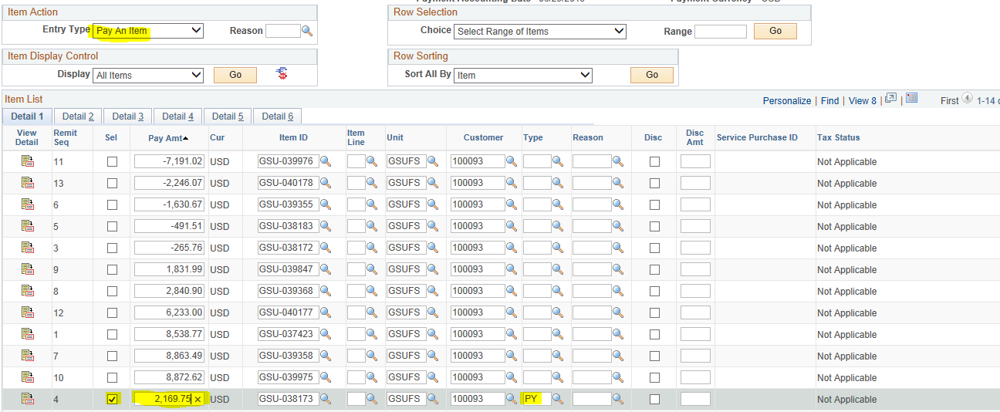 Item Action
Row Selection
Entry Type Pay An Item Reason
Choice Select Range of Items Range Go
Item Display Control
Row Sorting
Display All Items Go
Sort All By Item Go
Item List
Personalize | Find | View 8 | | First 1-14
Detail 1 Detail 2 Detail 3 Detail 4 Detail 5 Detail 6
View Detail Remit Seq Sel Pay Amt Cur Item ID Item Line Unit Customer Type Reason Disc Disc Amt Service Purchase ID Tax Status
11 -7,191.02 USD GSU-039976 GSUFS 100093 Not Applicable
13 -2,246.07 USD GSU-040178 GSUFS 100093 Not Applicable
6 -1,630.67 USD GSU-039355 GSUFS 100093 Not Applicable
5 -491.51 USD GSU-038183 GSUFS 100093 Not Applicable
3 -265.76 USD GSU-038172 GSUFS 100093 Not Applicable
9 1,831.99 USD GSU-039847 GSUFS 100093 Not Applicable
8 2,840.90 USD GSU-039368 GSUFS 100093 Not Applicable
12 6,233.00 USD GSU-040177 GSUFS 100093 Not Applicable
1 8,538.77 USD GSU-037423 GSUFS 100093 Not Applicable
7 8,863.49 USD GSU-039358 GSUFS 100093 Not Applicable
10 8,872.62 USD GSU-039975 GSUFS 100093 Not Applicable
4 2,169.75 × USD GSU-038173 GSUFS 100093 PY Not Applicable